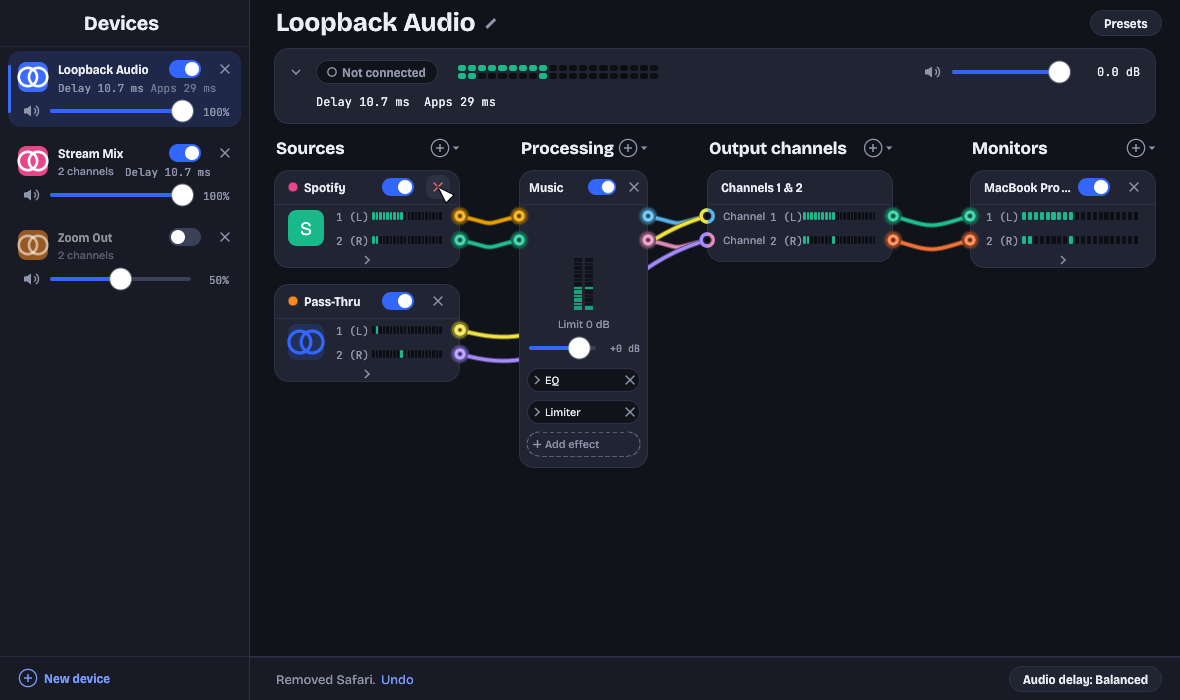 Devices
Loopback Audio
Delay 10.7 ms Apps 29 ms
100%
Stream Mix
2 channels Delay 10.7 ms
100%
Zoom Out
2 channels
50%
New device
Loopback Audio
Presets
Not connected
0.0 dB
Delay 10.7 ms Apps 29 ms
Sources
Spotify
S
1 (L)
2 (R)
Pass-Thru
1 (L)
2 (R)
Processing
Music
Limit 0 dB
+0 dB
EQ
Limiter
+ Add effect
Output channels
Channels 1 & 2
Channel 1 (L)
Channel 2 (R)
Monitors
MacBook Pro...
1 (L)
2 (R)
Removed Safari. Undo
Audio delay: Balanced